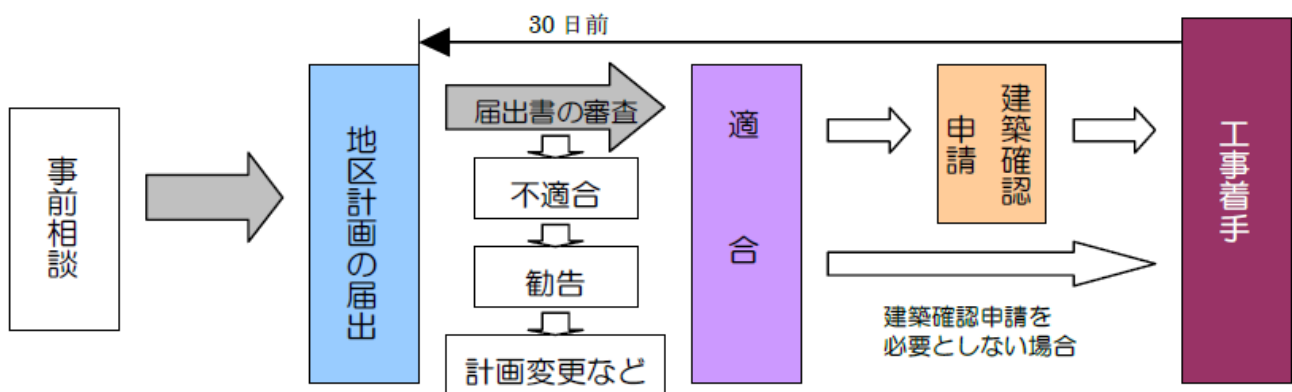 30 日前
事前相談
地区計画の届出
届出書の審査
不適合
勧告
計画変更など
適合
建築確認
申請
建築確認申請を
必要としない場合
工事着手